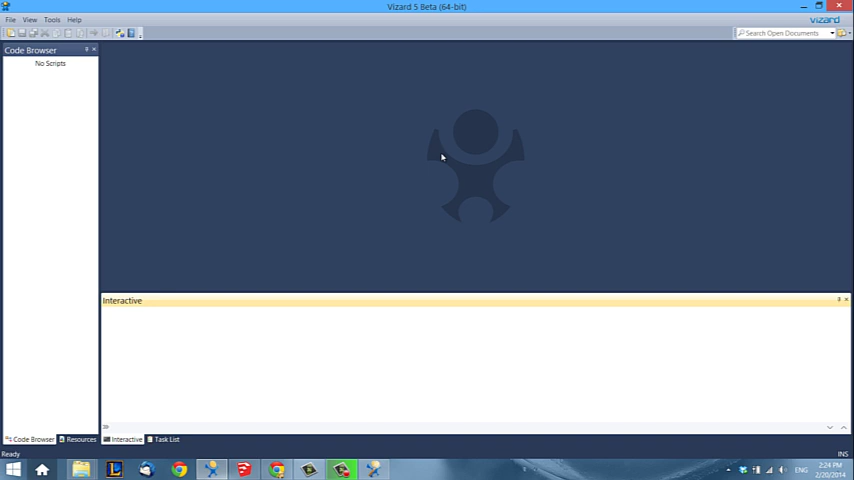 Vizard 5 Beta (64-bit)
File View Tools Help
vizard
Search Open Documents
Code Browser
No Scripts
Interactive
Code Browser Resources Interactive Task List
Ready
INS
ENG
2:24 PM
2/20/2014